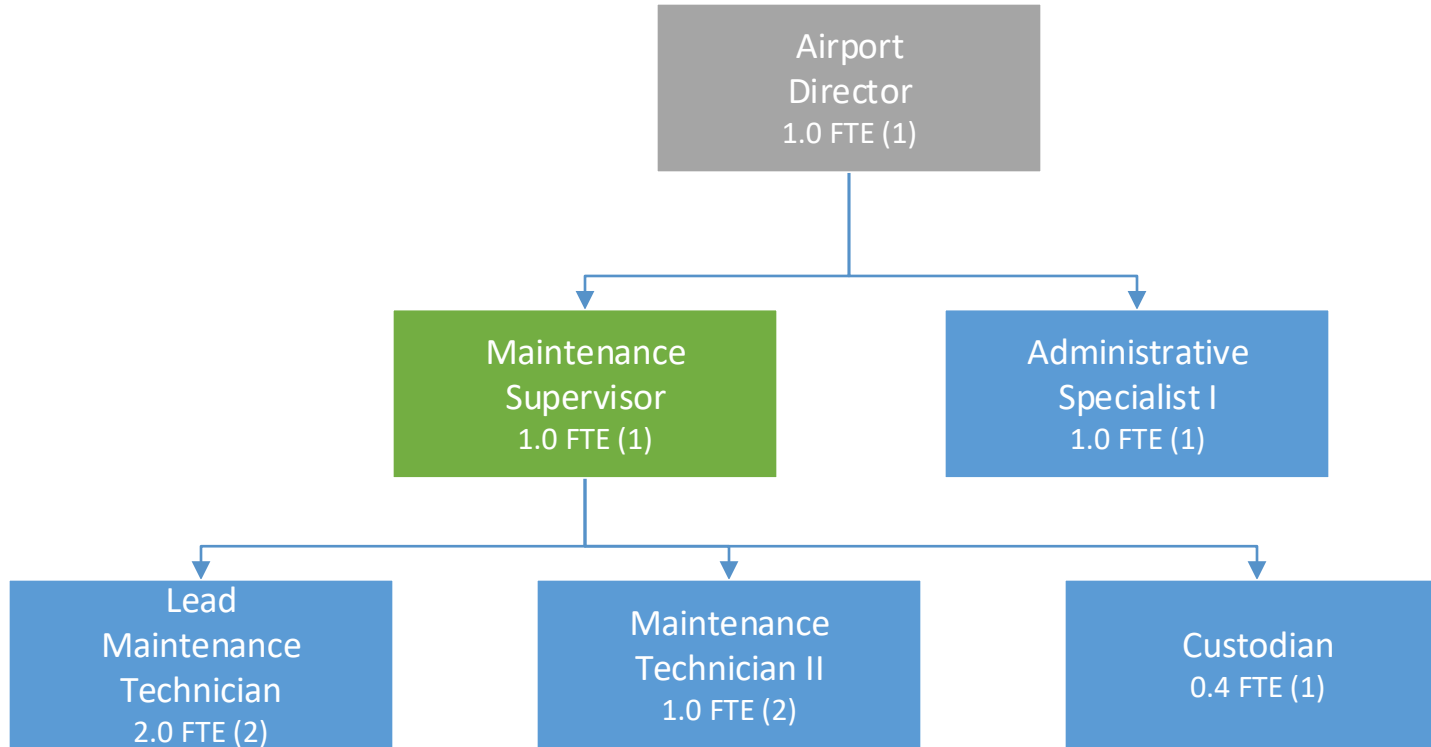 Airport
Director
1.0 FTE (1)
Maintenance
Supervisor
1.0 FTE (1)
Administrative
Specialist I
1.0 FTE (1)
Lead
Maintenance
Technician
2.0 FTE (2)
Maintenance
Technician II
1.0 FTE (2)
Custodian
0.4 FTE (1)